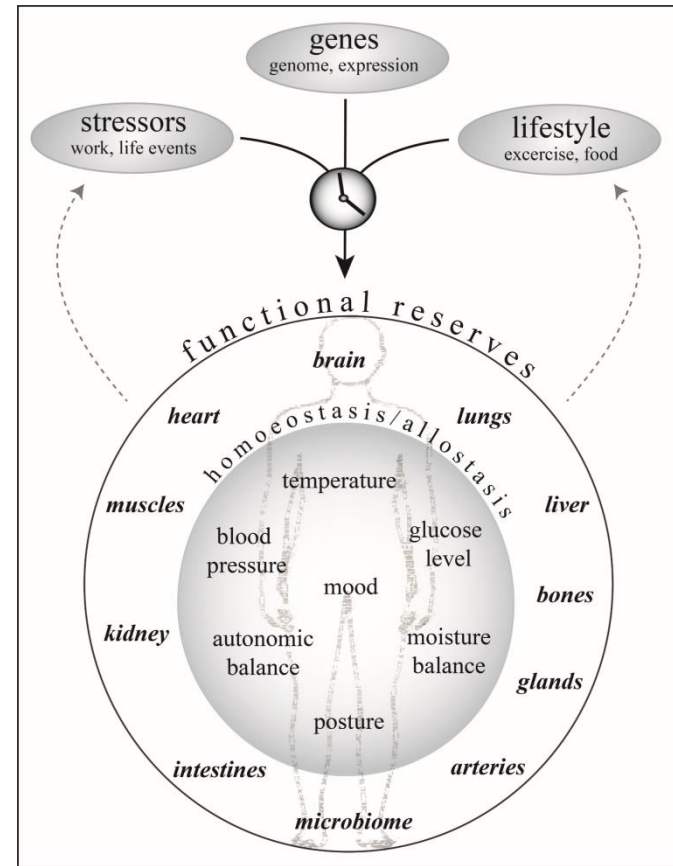 genes
genome, expression
stressors
work, life events
lifestyle
excercise, food
functional reserves
brain
heart
lungs
homoeostasis/allostasis
temperature
muscles
liver
blood
pressure
glucose
level
mood
bones
kidney
autonomic
balance
moisture
balance
glands
posture
intestines
arteries
microbiome